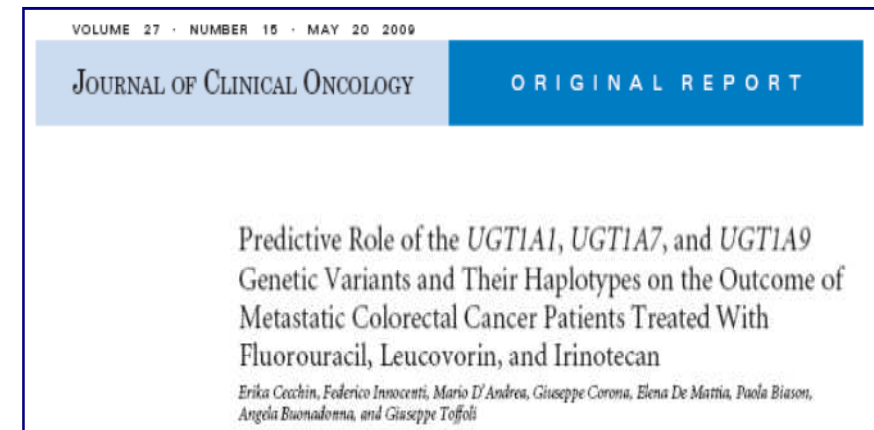 VOLUME 27 · NUMBER 15 · MAY 20 2009
JOURNAL OF CLINICAL ONCOLOGY
ORIGINAL REPORT
Predictive Role of the UGT1A1, UGT1A7, and UGT1A9
Genetic Variants and Their Haplotypes on the Outcome of
Metastatic Colorectal Cancer Patients Treated With
Fluorouracil, Leucovorin, and Irinotecan
Erika Cecchin, Federico Innocenti, Mario D'Andrea, Giuseppe Corona, Elena De Mattia, Paola Biason,
Angela Buonadonna, and Giuseppe Toffoli